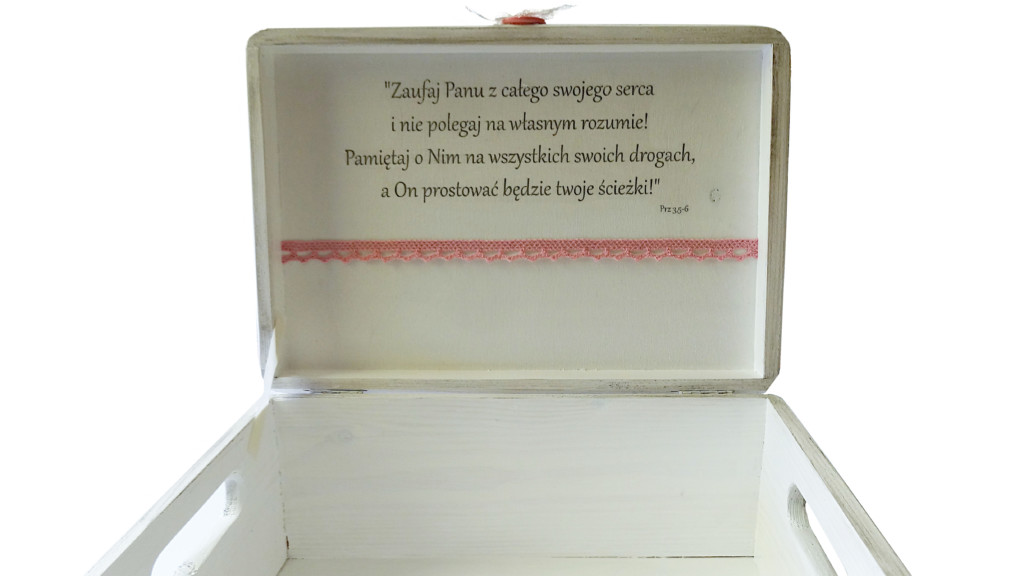 "Zaufaj Panu z całego swojego serca
i nie polegaj na własnym rozumie!
Pamiętaj o Nim na wszystkich swoich drogach,
a On prostować będzie twoje ścieżki!"
Prz 3,5-6